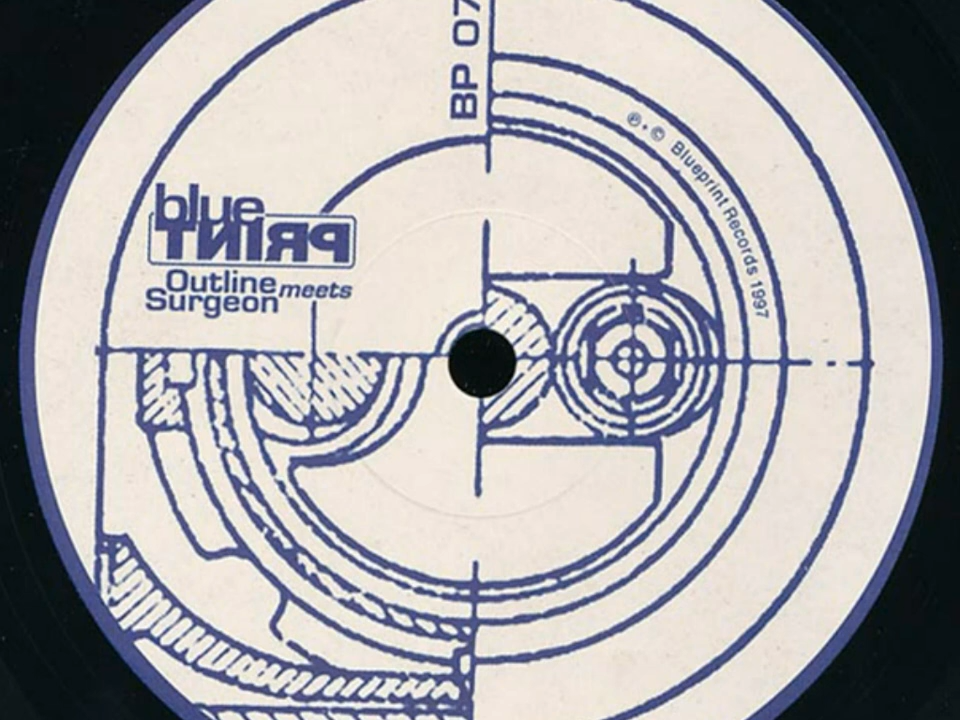 BP 07
blue
PRINT
Outline meets
Surgeon
℗ · © Blueprint Records 1997